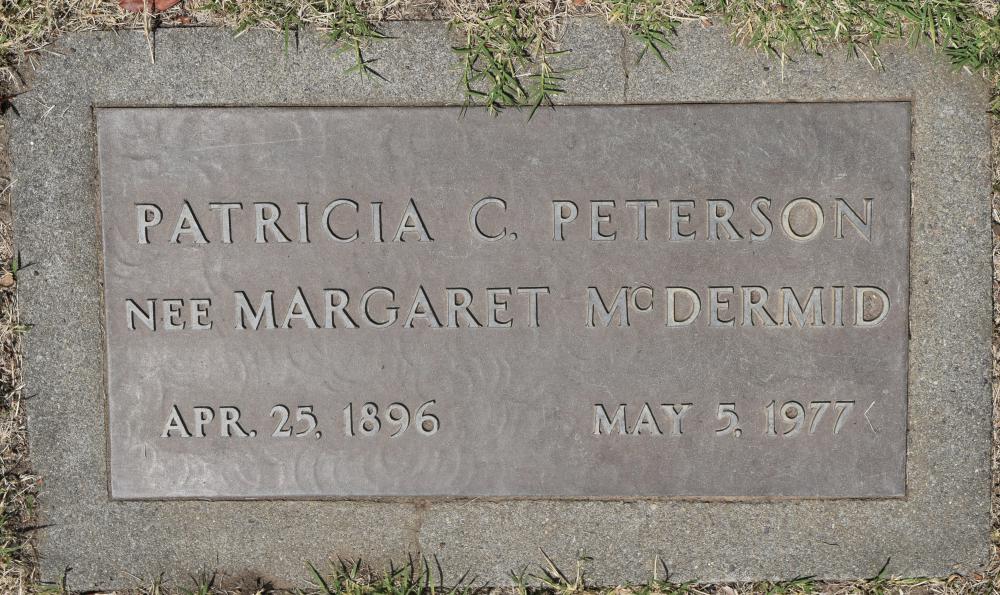 PATRICIA C. PETERSON
NEE MARGARET McDERMID
APR. 25, 1896 MAY 5, 1977